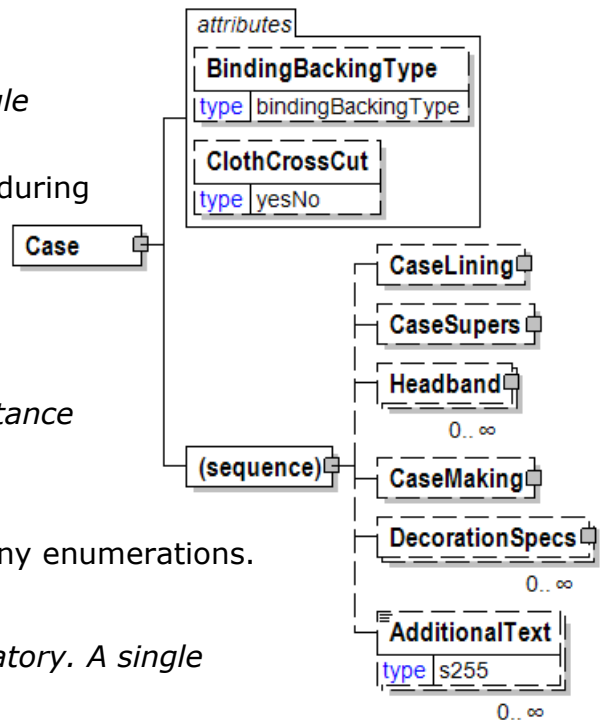 attributes
BindingBackingType
type bindingBackingType
during
ClothCrossCut
type yesNo
Case
CaseLining
CaseSupers
Headband
0.. ∞
(sequence)
CaseMaking
DecorationSpecs
enumerations.
0.. ∞
AdditionalText
A single
type s255
0.. ∞